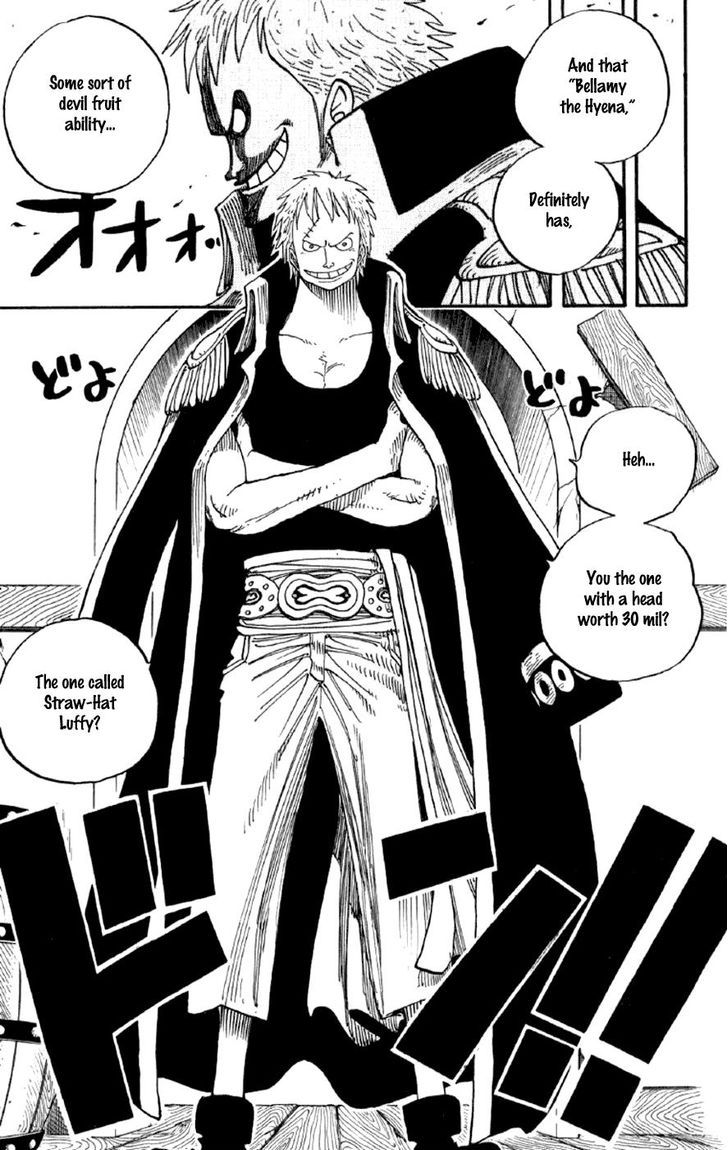 And that
"Bellamy
the Hyena,"
Definitely
has,
Some sort of
devil fruit
ability...
オオオ..
どよ
どよ
Heh...
You the one
with a head
worth 30 mil?
The one called
Straw-Hat
Luffy?
ドン!!